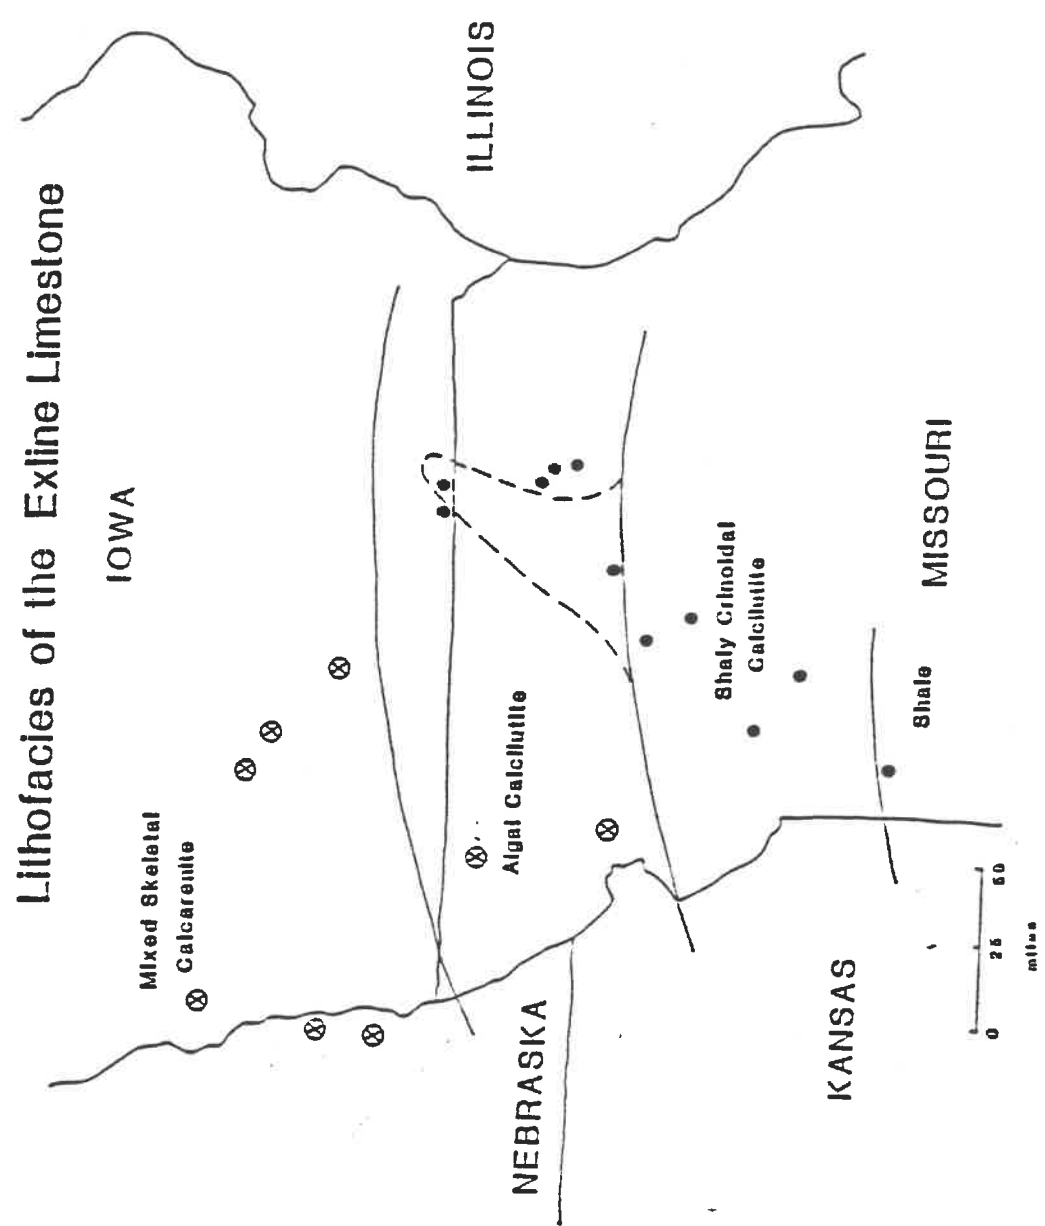 Lithofacies of the Exline Limestone
IOWA
ILLINOIS
Mixed Skeletal
Calcarenite
Algal Calcilutite
NEBRASKA
Shaly Crinoidal
Calcilutite
MISSOURI
Shale
KANSAS
0 25 50
miles